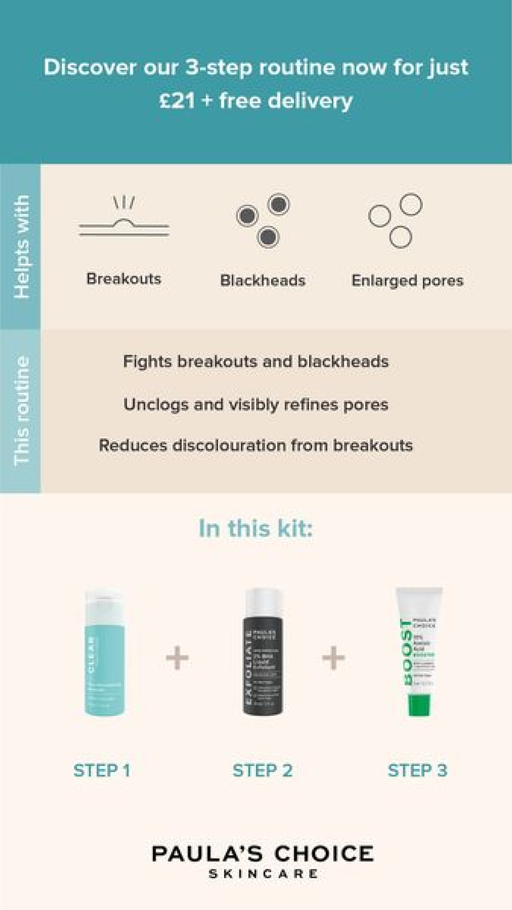 Discover our 3-step routine now for just
£21 + free delivery
Helpts with
Breakouts
Blackheads
Enlarged pores
This routine
Fights breakouts and blackheads
Unclogs and visibly refines pores
Reduces discolouration from breakouts
In this kit:
CLEAR
+
EXFOLIATE
PAULA'S
CHOICE
2% BHA
Liquid
Exfoliant
+
BOOST
PAULA'S
CHOICE
10%
Azelaic
Acid
BOOSTER
STEP 1
STEP 2
STEP 3
PAULA'S CHOICE
SKINCARE